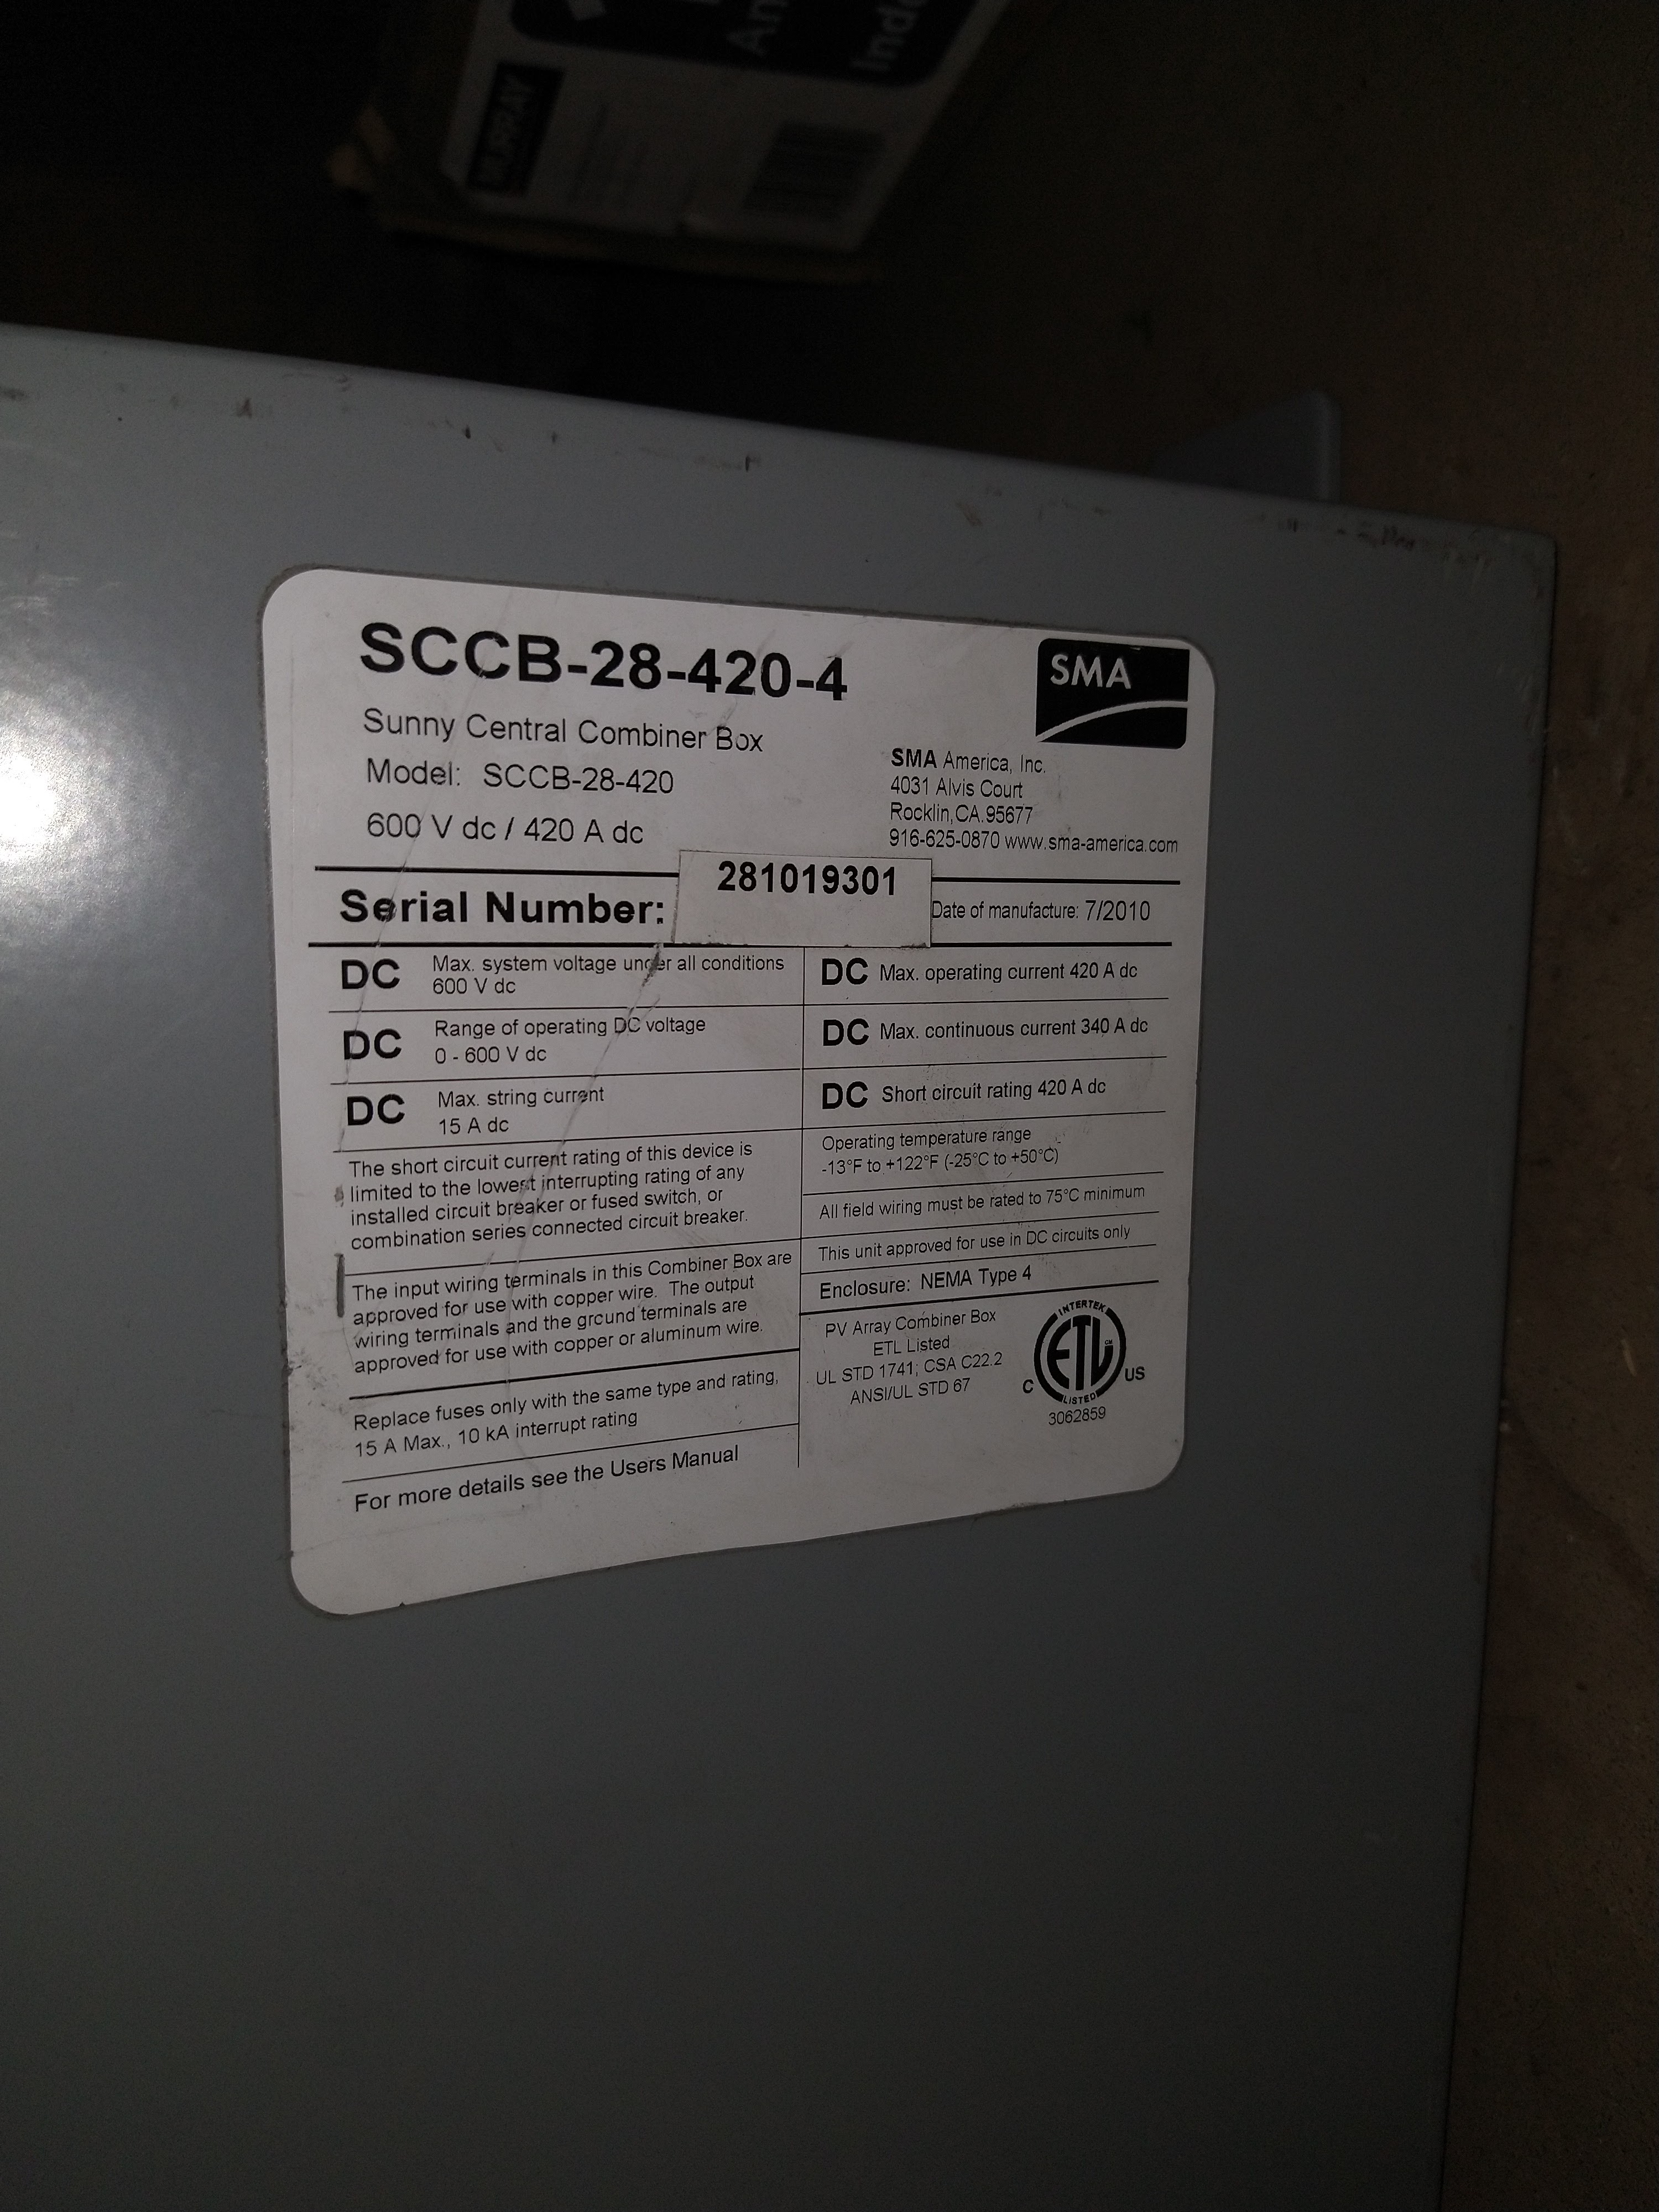 MURRAY
An
Inde
SCCB-28-420-4
SMA
Sunny Central Combiner Box
Model: SCCB-28-420
600 V dc / 420 A dc
SMA America, Inc.
4031 Alvis Court
Rocklin,CA.95677
916-625-0870 www.sma-america.com
Serial Number:
281019301
Date of manufacture: 7/2010
DC Max. system voltage under all conditions
600 V dc
DC Range of operating DC voltage
0 - 600 V dc
DC Max. string current
15 A dc
The short circuit current rating of this device is
limited to the lowest interrupting rating of any
installed circuit breaker or fused switch, or
combination series connected circuit breaker.
The input wiring terminals in this Combiner Box are
approved for use with copper wire. The output
wiring terminals and the ground terminals are
approved for use with copper or aluminum wire.
Replace fuses only with the same type and rating,
15 A Max., 10 kA interrupt rating
For more details see the Users Manual
DC Max. operating current 420 A dc
DC Max. continuous current 340 A dc
DC Short circuit rating 420 A dc
Operating temperature range
-13°F to +122°F (-25°C to +50°C)
All field wiring must be rated to 75°C minimum
This unit approved for use in DC circuits only
Enclosure: NEMA Type 4
PV Array Combiner Box
ETL Listed
UL STD 1741; CSA C22.2
ANSI/UL STD 67
INTERTEK
ETL
LISTED
C
US
3062859